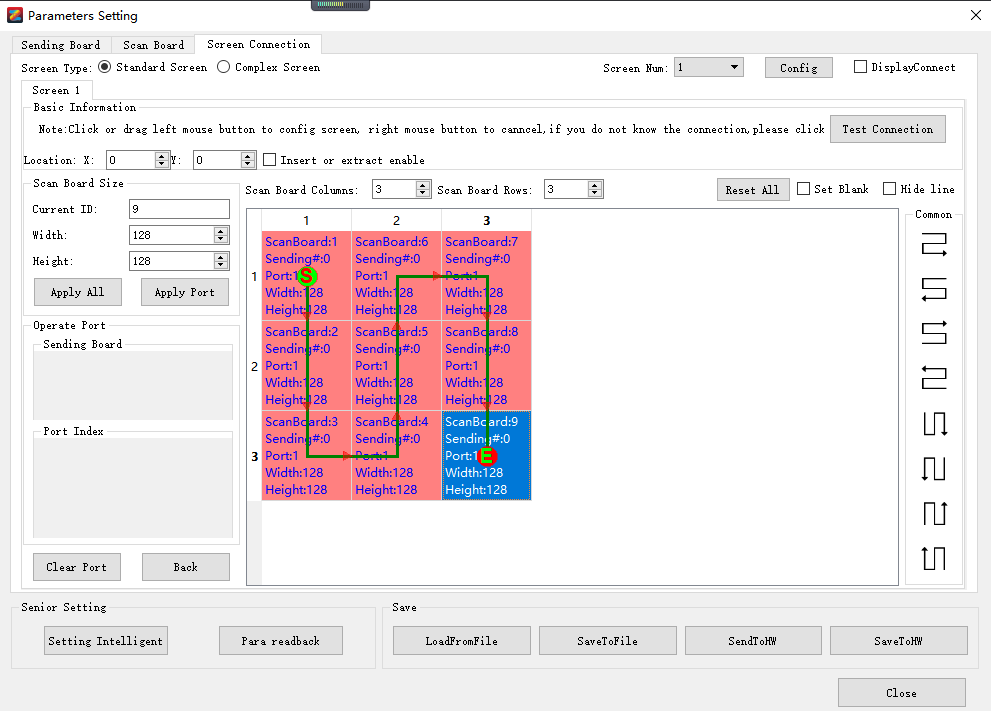 Parameters Setting
Sending Board Scan Board Screen Connection
Screen Type: Standard Screen Complex Screen Screen Num: 1 Config DisplayConnect
Screen 1
Basic Information
Note:Click or drag left mouse button to config screen, right mouse button to canncel,if you do not know the connection,please click Test Connection
Location: X: 0 Y: 0 Insert or extract enable
Scan Board Size
Current ID: 9
Width: 128
Height: 128
Apply All Apply Port
Operate Port
Sending Board
Port Index
Clear Port Back
Scan Board Columns: 3 Scan Board Rows: 3 Reset All Set Blank Hide line
1 2 3
1
ScanBoard:1 ScanBoard:6 ScanBoard:7
Sending#:0 Sending#:0 Sending#:0
Port:1 S Port:1 Port:1
Width:128 Width:128 Width:128
Height:128 Height:128 Height:128
2
ScanBoard:2 ScanBoard:5 ScanBoard:8
Sending#:0 Sending#:0 Sending#:0
Port:1 Port:1 Port:1
Width:128 Width:128 Width:128
Height:128 Height:128 Height:128
3
ScanBoard:3 ScanBoard:4 ScanBoard:9
Sending#:0 Sending#:0 Sending#:0
Port:1 Port:1 Port:1 E
Width:128 Width:128 Width:128
Height:128 Height:128 Height:128
Common
Senior Setting
Setting Intelligent Para readback
Save
LoadFromFile SaveToFile SendToHW SaveToHW
Close